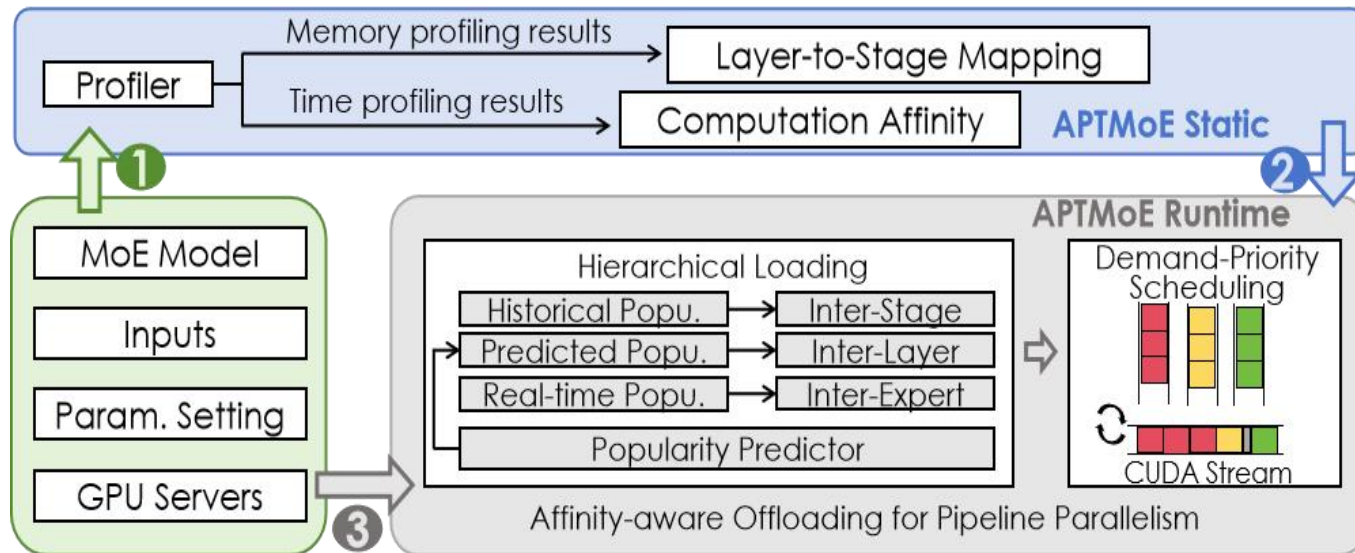 Memory profiling results
Layer-to-Stage Mapping
Profiler
Time profiling results
Computation Affinity
APTMoE Static
1
2
MoE Model
Inputs
Param. Setting
GPU Servers
3
APTMoE Runtime
Hierarchical Loading
Historical Popu.
Inter-Stage
Predicted Popu.
Inter-Layer
Real-time Popu.
Inter-Expert
Popularity Predictor
Demand-Priority
Scheduling
CUDA Stream
Affinity-aware Offloading for Pipeline Parallelism